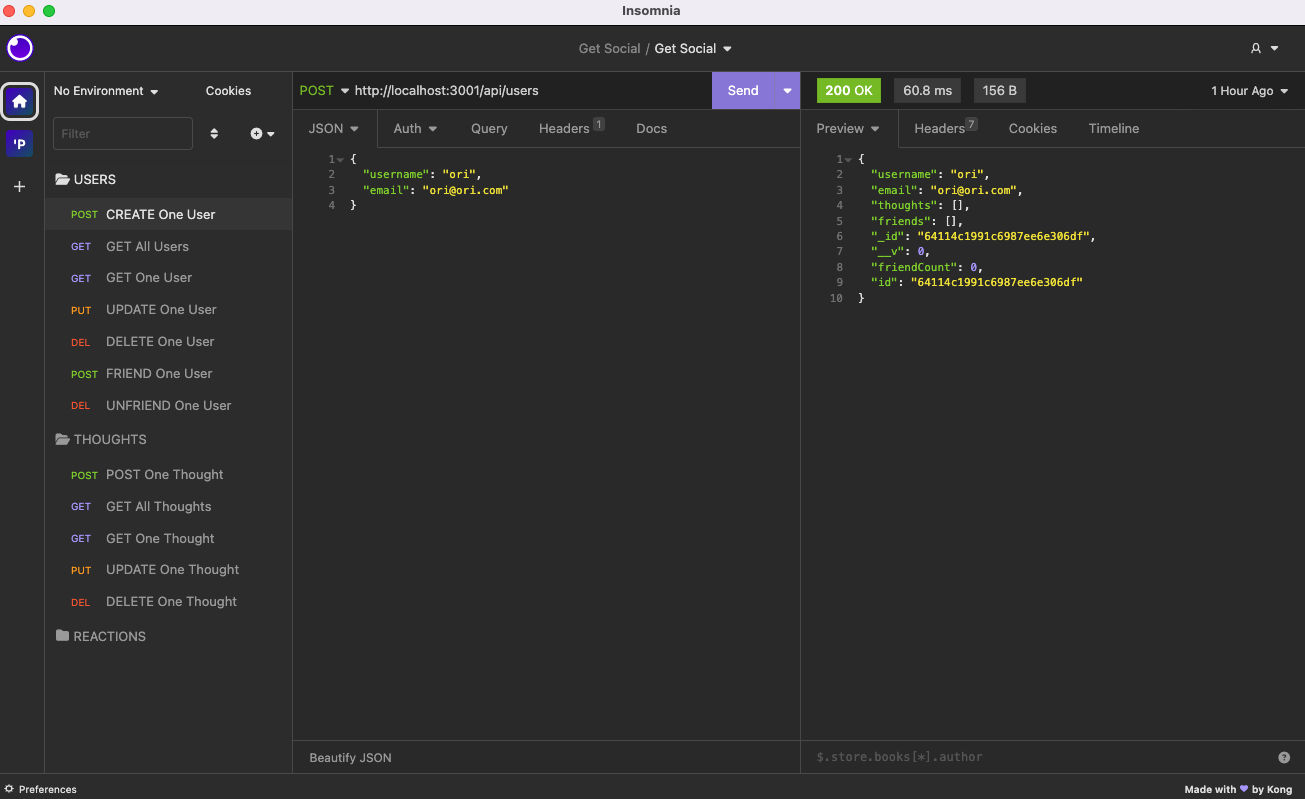 Insomnia
Get Social / Get Social
No Environment
Cookies
Filter
'P
USERS
POST CREATE One User
GET GET All Users
GET GET One User
PUT UPDATE One User
DEL DELETE One User
POST FRIEND One User
DEL UNFRIEND One User
THOUGHTS
POST POST One Thought
GET GET All Thoughts
GET GET One Thought
PUT UPDATE One Thought
DEL DELETE One Thought
REACTIONS
POST http://localhost:3001/api/users
Send
JSON Auth Query Headers 1 Docs
1 {
2 "username": "ori",
3 "email": "ori@ori.com"
4 }
Beautify JSON
200 OK 60.8 ms 156 B 1 Hour Ago
Preview Headers 7 Cookies Timeline
1 {
2 "username": "ori",
3 "email": "ori@ori.com",
4 "thoughts": [],
5 "friends": [],
6 "_id": "64114c1991c6987ee6e306df",
7 "__v": 0,
8 "friendCount": 0,
9 "id": "64114c1991c6987ee6e306df"
10 }
$.store.books[*].author
?
Preferences
Made with ♥ by Kong